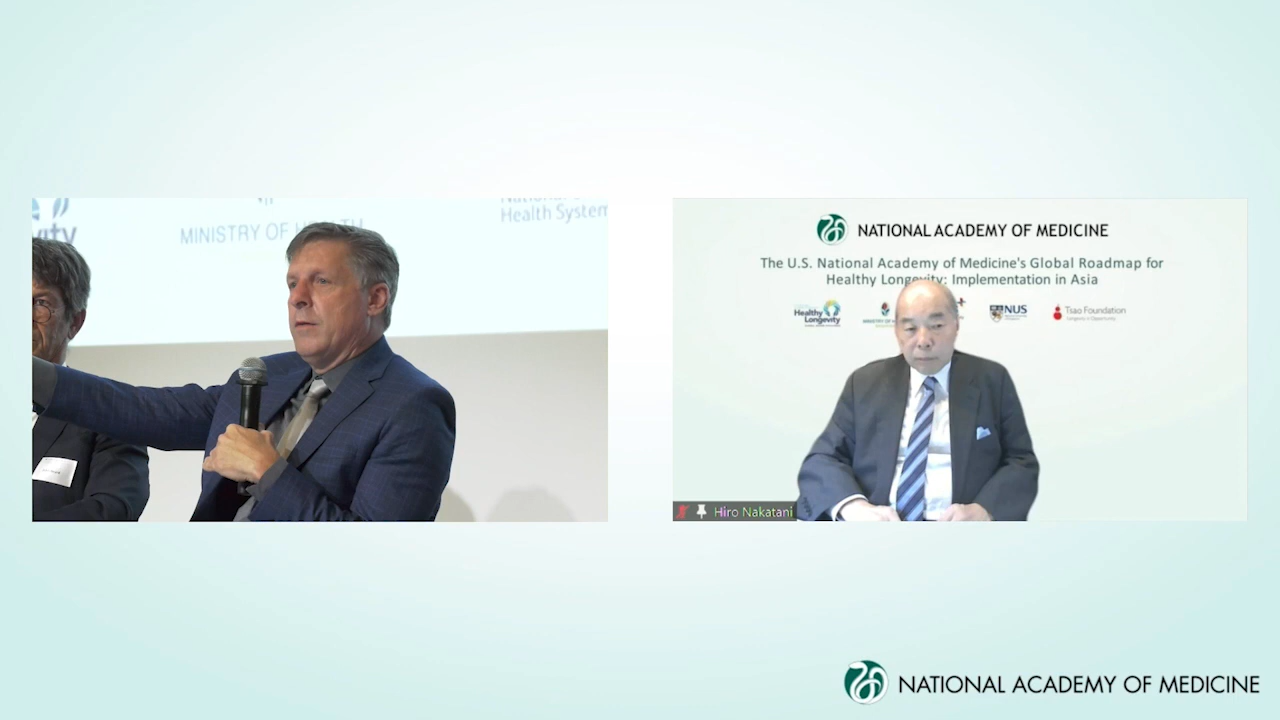 MINISTRY OF HEALTH
Health System
NATIONAL ACADEMY OF MEDICINE
The U.S. National Academy of Medicine's Global Roadmap for
Healthy Longevity: Implementation in Asia
Healthy
Longevity
NUS
Tsao Foundation
Hiro Nakatani
NATIONAL ACADEMY OF MEDICINE